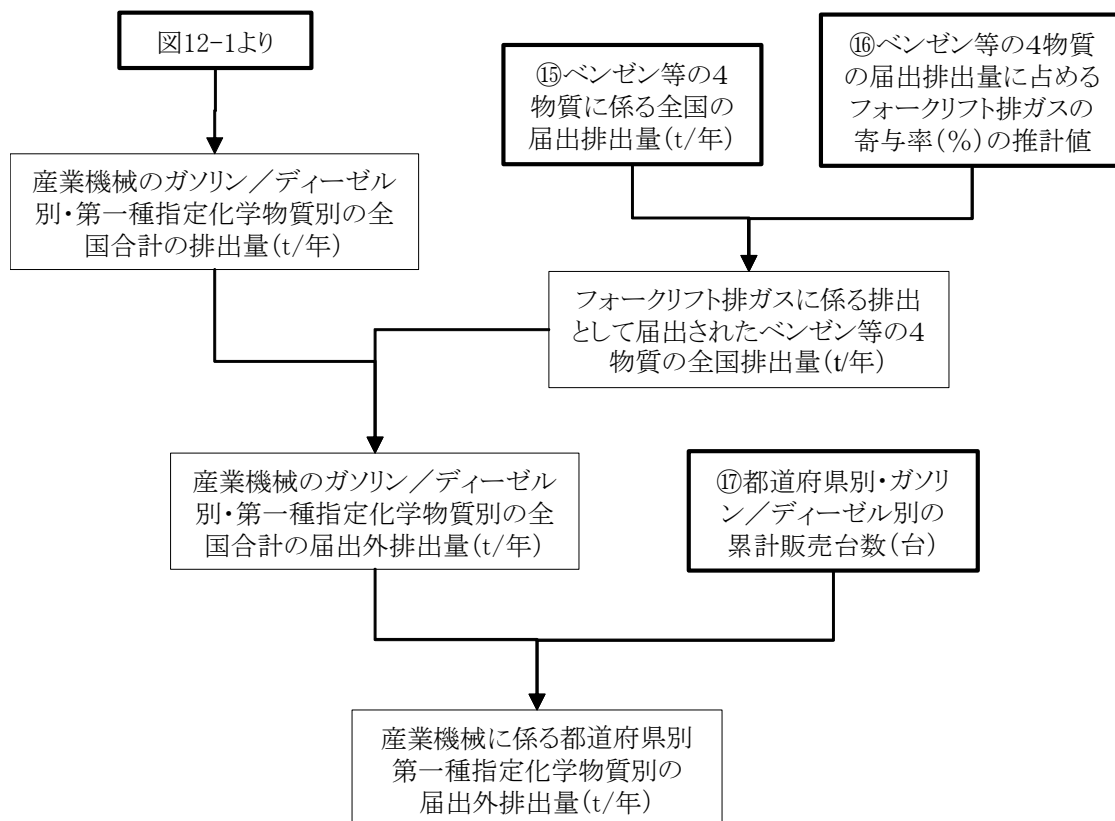 図12-1より
⑮ベンゼン等の4
物質に係る全国の
届出排出量(t/年)
⑯ベンゼン等の4物質
の届出排出量に占める
フォークリフト排ガスの
寄与率(%)の推計値
産業機械のガソリン/ディーゼル
別・第一種指定化学物質別の全
国合計の排出量(t/年)
フォークリフト排ガスに係る排出
として届出されたベンゼン等の4
物質の全国排出量(t/年)
産業機械のガソリン/ディーゼル
別・第一種指定化学物質別の全
国合計の届出外排出量(t/年)
⑰都道府県別・ガソリ
ン/ディーゼル別の
累計販売台数(台)
産業機械に係る都道府県別
第一種指定化学物質別の
届出外排出量(t/年)